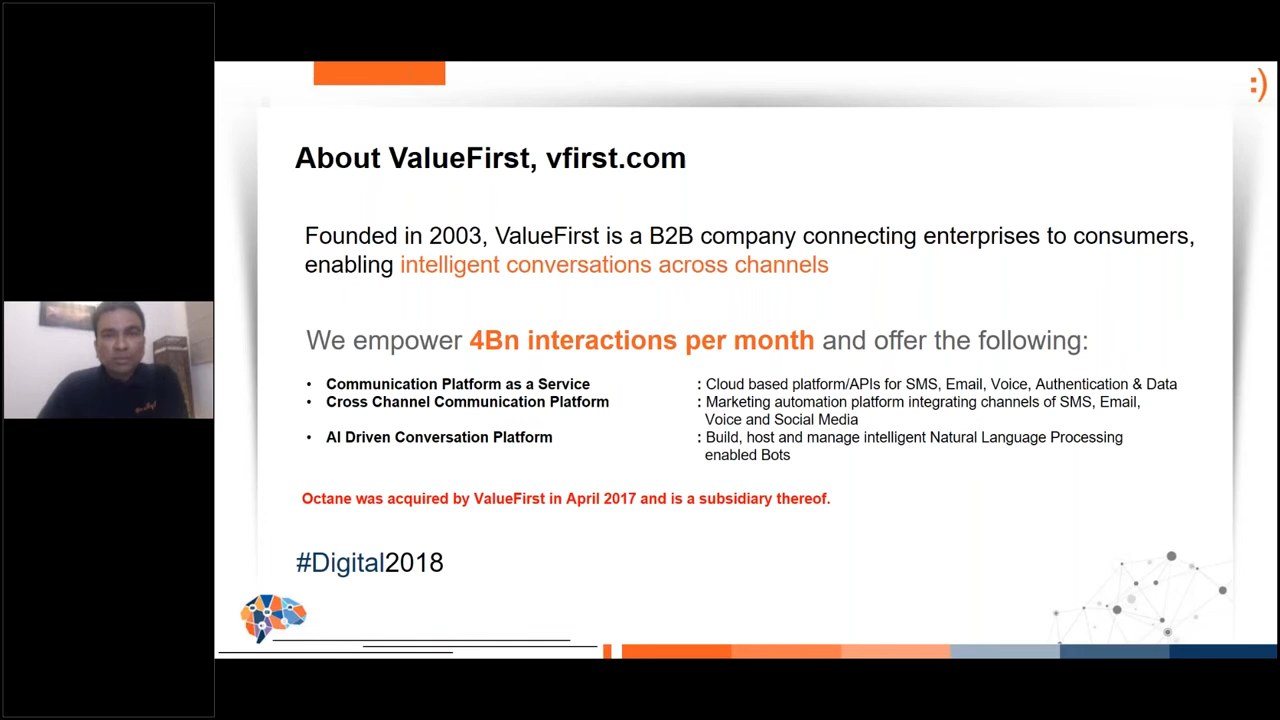 :)
About ValueFirst, vfirst.com
Founded in 2003, ValueFirst is a B2B company connecting enterprises to consumers,
enabling intelligent conversations across channels
We empower 4Bn interactions per month and offer the following:
• Communication Platform as a Service : Cloud based platform/APIs for SMS, Email, Voice, Authentication & Data
• Cross Channel Communication Platform : Marketing automation platform integrating channels of SMS, Email,
Voice and Social Media
• AI Driven Conversation Platform : Build, host and manage intelligent Natural Language Processing
enabled Bots
Octane was acquired by ValueFirst in April 2017 and is a subsidiary thereof.
#Digital2018